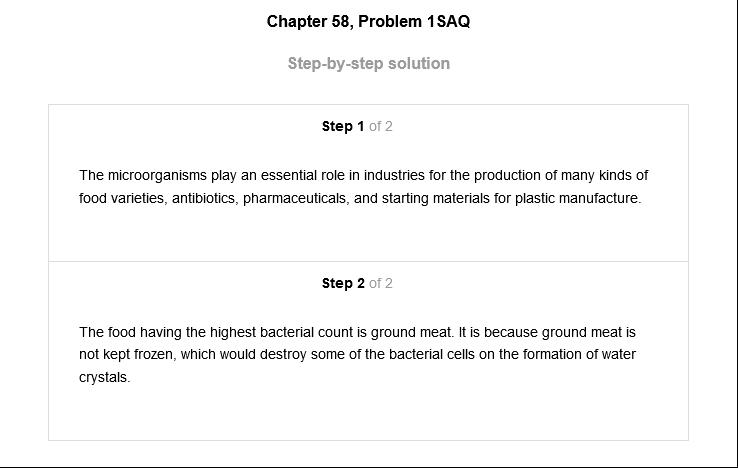 Chapter 58, Problem 1SAQ
Step-by-step solution
Step 1 of 2
The microorganisms play an essential role in industries for the production of many kinds of
food varieties, antibiotics, pharmaceuticals, and starting materials for plastic manufacture.
Step 2 of 2
The food having the highest bacterial count is ground meat. It is because ground meat is
not kept frozen, which would destroy some of the bacterial cells on the formation of water
crystals.